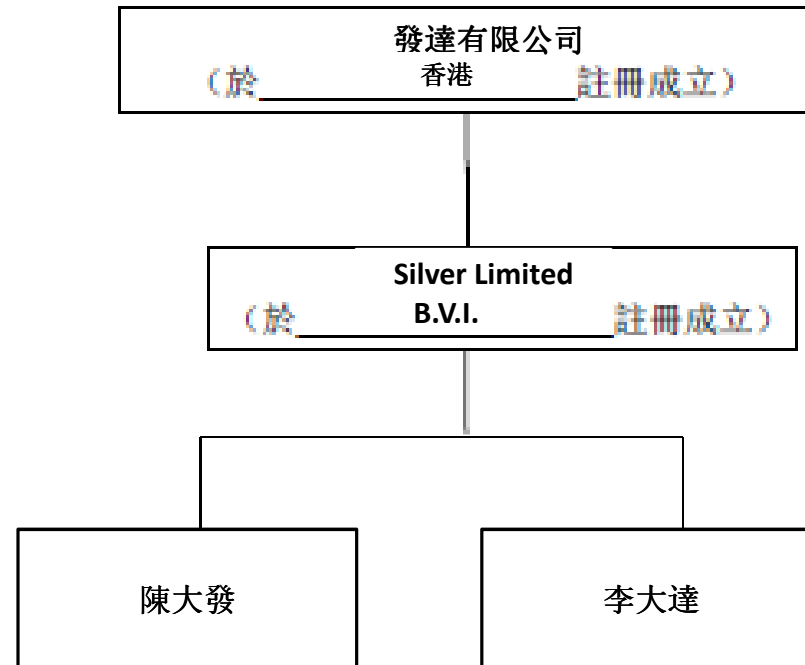 發達有限公司
（於 香港 註冊成立）
Silver Limited
（於 B.V.I. 註冊成立）
陳大發
李大達